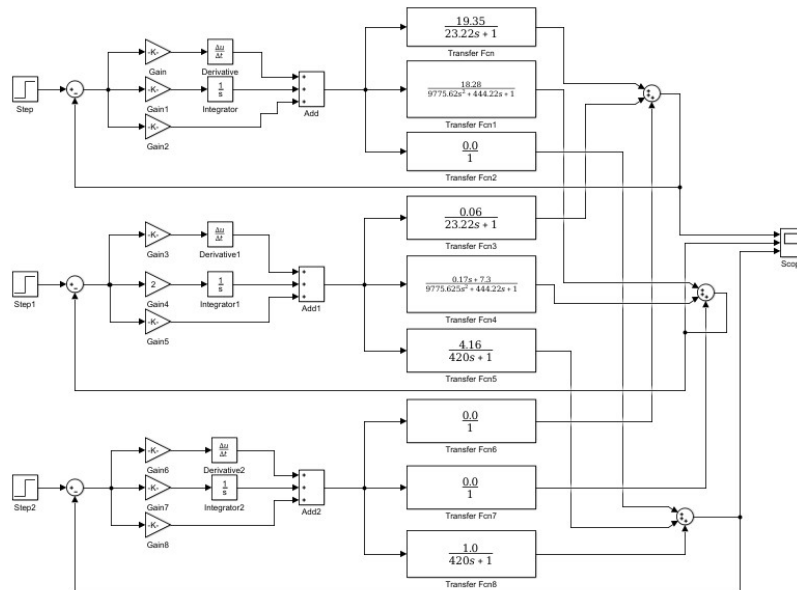 19.35
23.22s + 1
Transfer Fcn
-K-
Δu
Δt
Gain
Derivative
Step
-K-
1
s
Gain1
Integrator
Add
-K-
Gain2
18.28
9775.62s² + 444.22s + 1
Transfer Fcn1
0.0
1
Transfer Fcn2
0.06
23.22s + 1
Transfer Fcn3
-K-
Δu
Δt
Gain3
Derivative1
Step1
2
1
s
Gain4
Integrator1
Add1
-K-
Gain5
0.17s + 7.3
9775.625s² + 444.22s + 1
Transfer Fcn4
4.16
420s + 1
Transfer Fcn5
Scop
0.0
1
Transfer Fcn6
-K-
Δu
Δt
Gain6
Derivative2
Step2
-K-
1
s
Gain7
Integrator2
Add2
-K-
Gain8
0.0
1
Transfer Fcn7
1.0
420s + 1
Transfer Fcn8